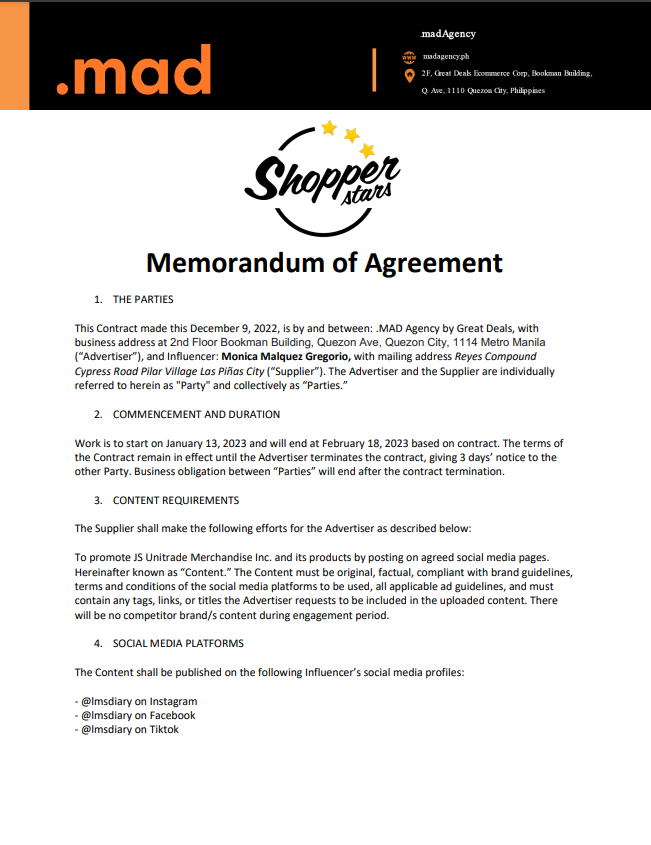 .mad
.madAgency
www
madagency.ph
2F, Great Deals Ecommerce Corp, Bookman Building,
Q. Ave, 1110 Quezon City, Philippines
Shopper
stars
Memorandum of Agreement
1. THE PARTIES
This Contract made this December 9, 2022, is by and between: .MAD Agency by Great Deals, with
business address at 2nd Floor Bookman Building, Quezon Ave, Quezon City, 1114 Metro Manila
(“Advertiser”), and Influencer: Monica Malquez Gregorio, with mailing address Reyes Compound
Cypress Road Pilar Village Las Piñas City (“Supplier”). The Advertiser and the Supplier are individually
referred to herein as "Party" and collectively as “Parties.”
2. COMMENCEMENT AND DURATION
Work is to start on January 13, 2023 and will end at February 18, 2023 based on contract. The terms of
the Contract remain in effect until the Advertiser terminates the contract, giving 3 days’ notice to the
other Party. Business obligation between “Parties” will end after the contract termination.
3. CONTENT REQUIREMENTS
The Supplier shall make the following efforts for the Advertiser as described below:
To promote JS Unitrade Merchandise Inc. and its products by posting on agreed social media pages.
Hereinafter known as “Content.” The Content must be original, factual, compliant with brand guidelines,
terms and conditions of the social media platforms to be used, all applicable ad guidelines, and must
contain any tags, links, or titles the Advertiser requests to be included in the uploaded content. There
will be no competitor brand/s content during engagement period.
4. SOCIAL MEDIA PLATFORMS
The Content shall be published on the following Influencer’s social media profiles:
- @lmsdiary on Instagram
- @lmsdiary on Facebook
- @lmsdiary on Tiktok